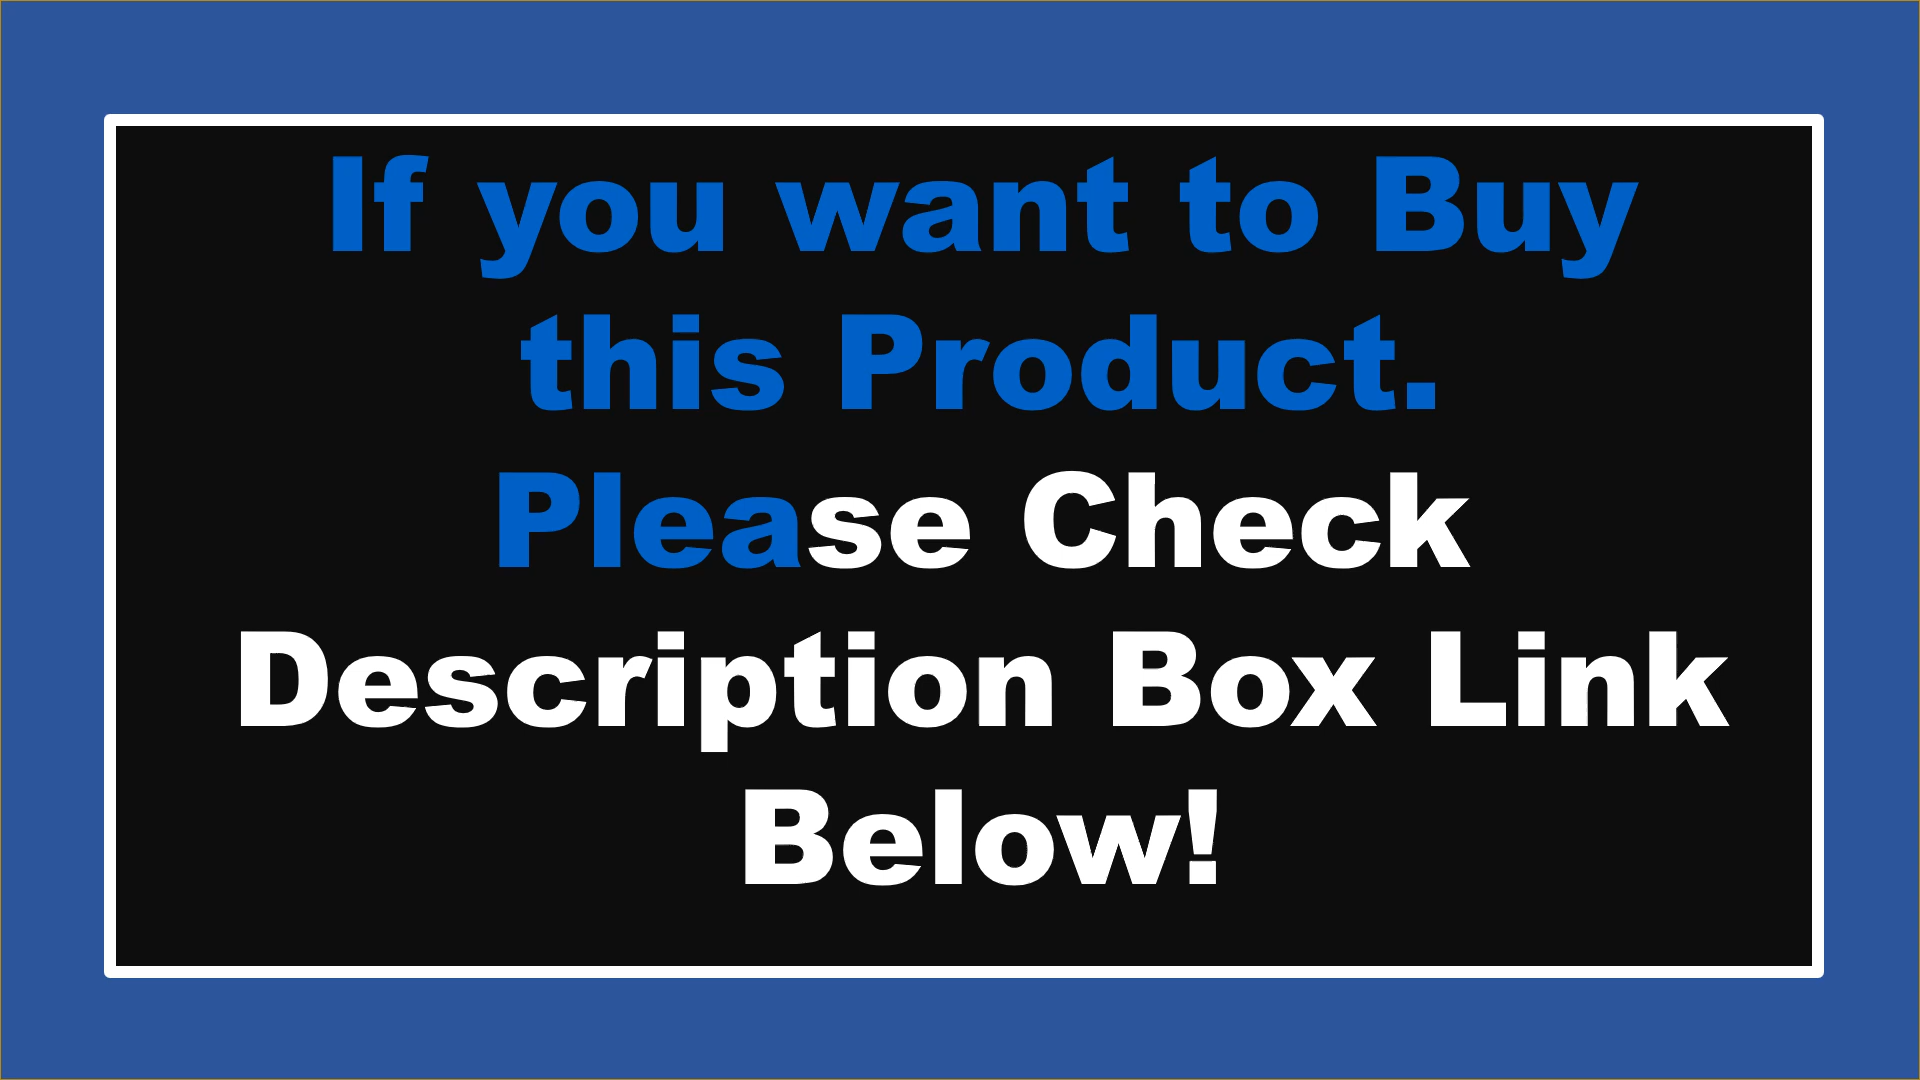 If you want to Buy
this Product.
Please Check
Description Box Link
Below!